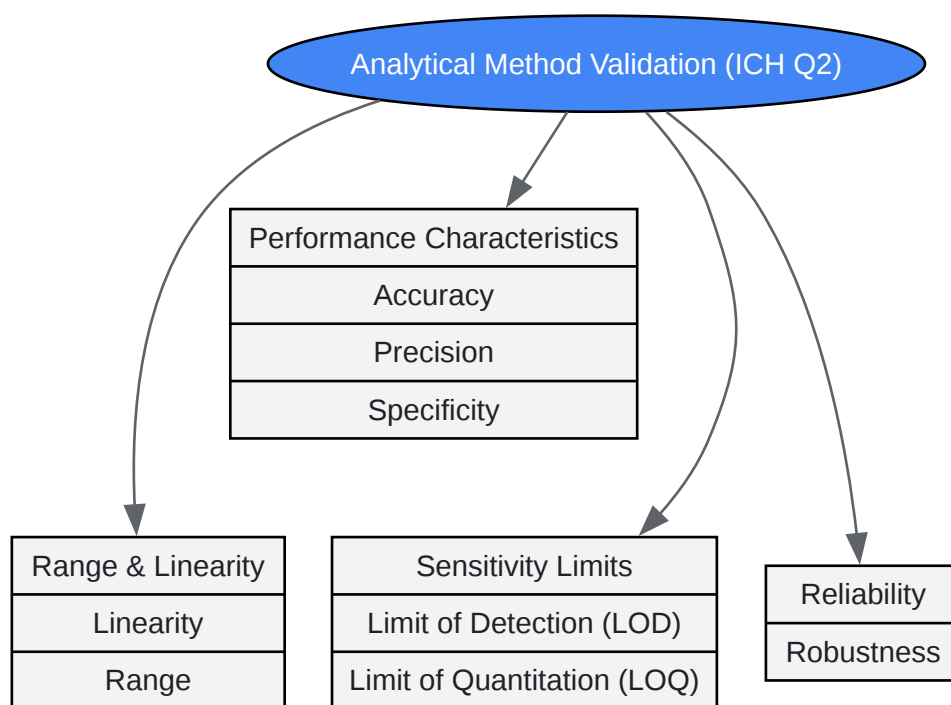 Analytical Method Validation (ICH Q2)
Performance Characteristics
Accuracy
Precision
Specificity
Range & Linearity
Linearity
Range
Sensitivity Limits
Limit of Detection (LOD)
Limit of Quantitation (LOQ)
Reliability
Robustness